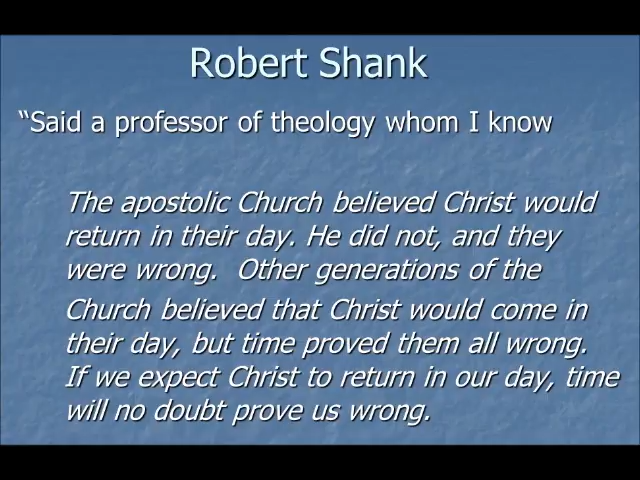 Robert Shank
“Said a professor of theology whom I know
The apostolic Church believed Christ would
return in their day. He did not, and they
were wrong.  Other generations of the
Church believed that Christ would come in
their day, but time proved them all wrong.
If we expect Christ to return in our day, time
will no doubt prove us wrong.